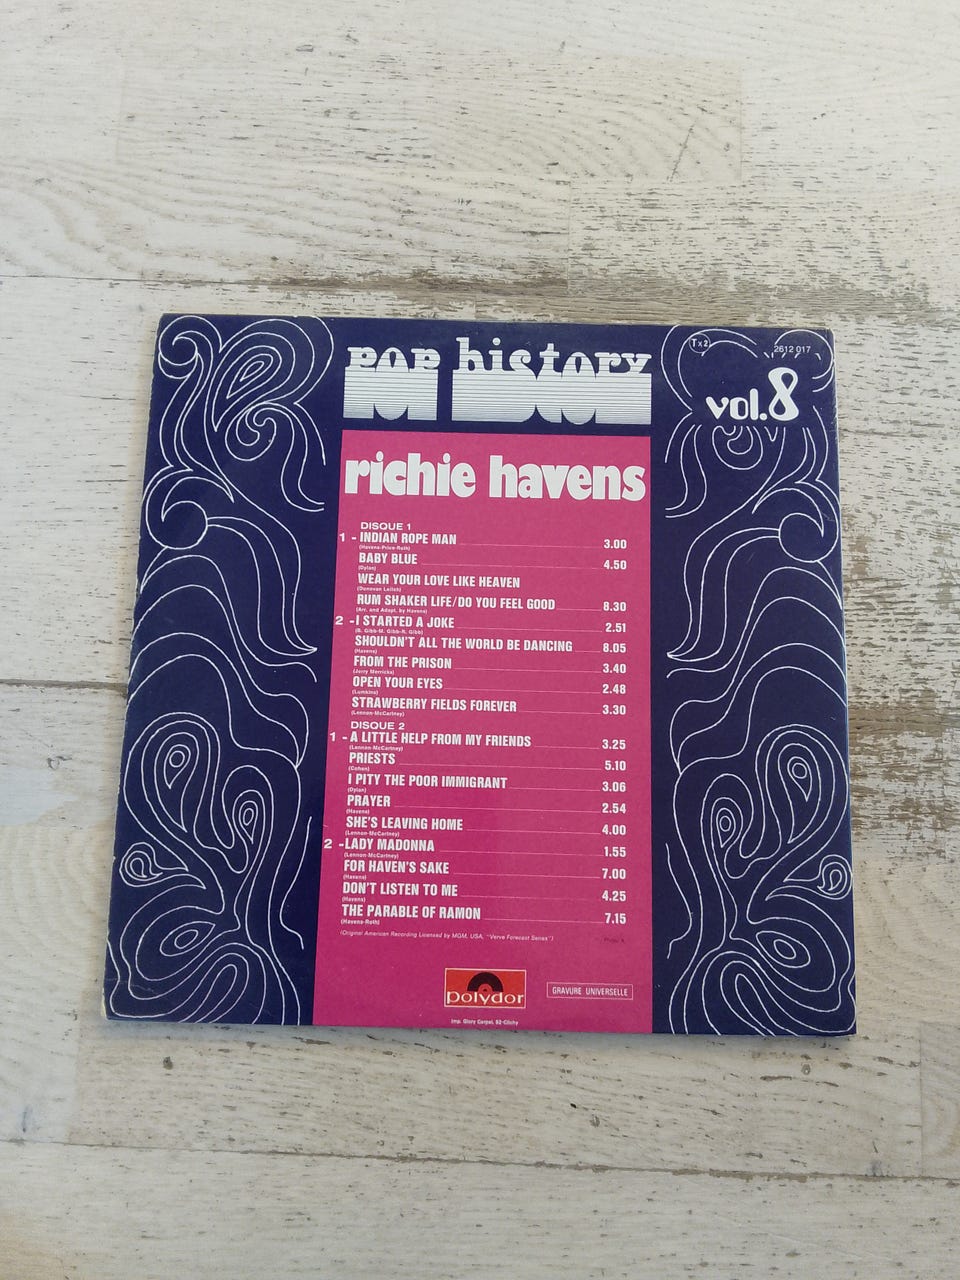 pop history
T x 2
2612 017
vol. 8
richie havens
DISQUE 1
1 - INDIAN ROPE MAN 3.00
(Havens-Price-Roth)
BABY BLUE 4.50
(Dylan)
WEAR YOUR LOVE LIKE HEAVEN
(Donovan Leitch)
RUM SHAKER LIFE/DO YOU FEEL GOOD 8.30
(Arr. and Adapt. by Havens)
2 - I STARTED A JOKE 2.51
(B. Gibb-M. Gibb-R. Gibb)
SHOULDN'T ALL THE WORLD BE DANCING 8.05
(Havens)
FROM THE PRISON 3.40
(Jerry Merricks)
OPEN YOUR EYES 2.48
(Lumkins)
STRAWBERRY FIELDS FOREVER 3.30
(Lennon-McCartney)
DISQUE 2
1 - A LITTLE HELP FROM MY FRIENDS 3.25
(Lennon-McCartney)
PRIESTS 5.10
(Cohen)
I PITY THE POOR IMMIGRANT 3.06
(Dylan)
PRAYER 2.54
(Havens)
SHE'S LEAVING HOME 4.00
(Lennon-McCartney)
2 - LADY MADONNA 1.55
(Lennon-McCartney)
FOR HAVEN'S SAKE 7.00
(Havens)
DON'T LISTEN TO ME 4.25
(Havens)
THE PARABLE OF RAMON 7.15
(Havens-Roth)
(Original American Recording Licensed by MGM, USA, "Verve Forecast Series")
polydor
GRAVURE UNIVERSELLE
Imp. Glory Carpel, 92-Clichy